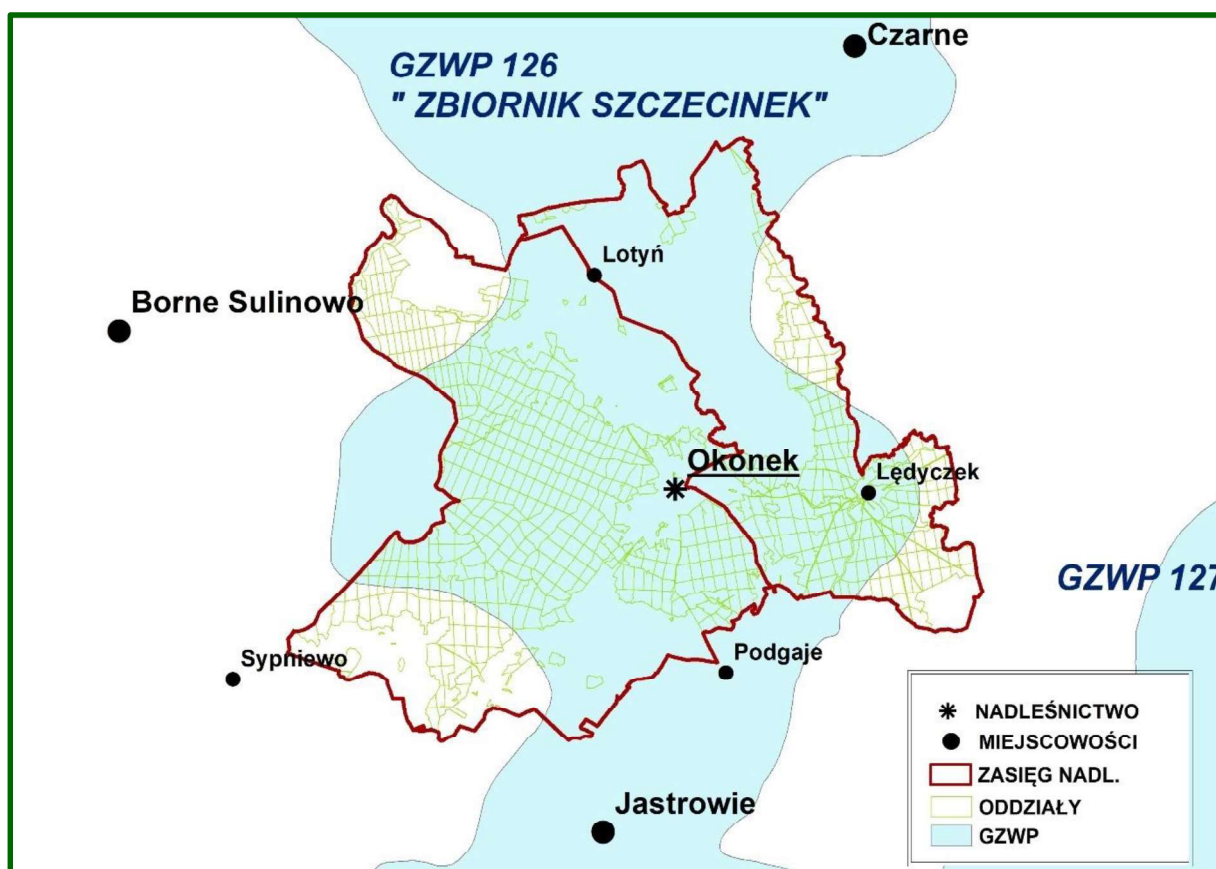 Czarne
GZWP 126
" ZBIORNIK SZCZECINEK"
Lotyń
Borne Sulinowo
Okonek
Lędyczek
GZWP 127
Sypniewo
Podgaje
Jastrowie
NADLEŚNICTWO
MIEJSCOWOŚCI
ZASIĘG NADL.
ODDZIAŁY
GZWP